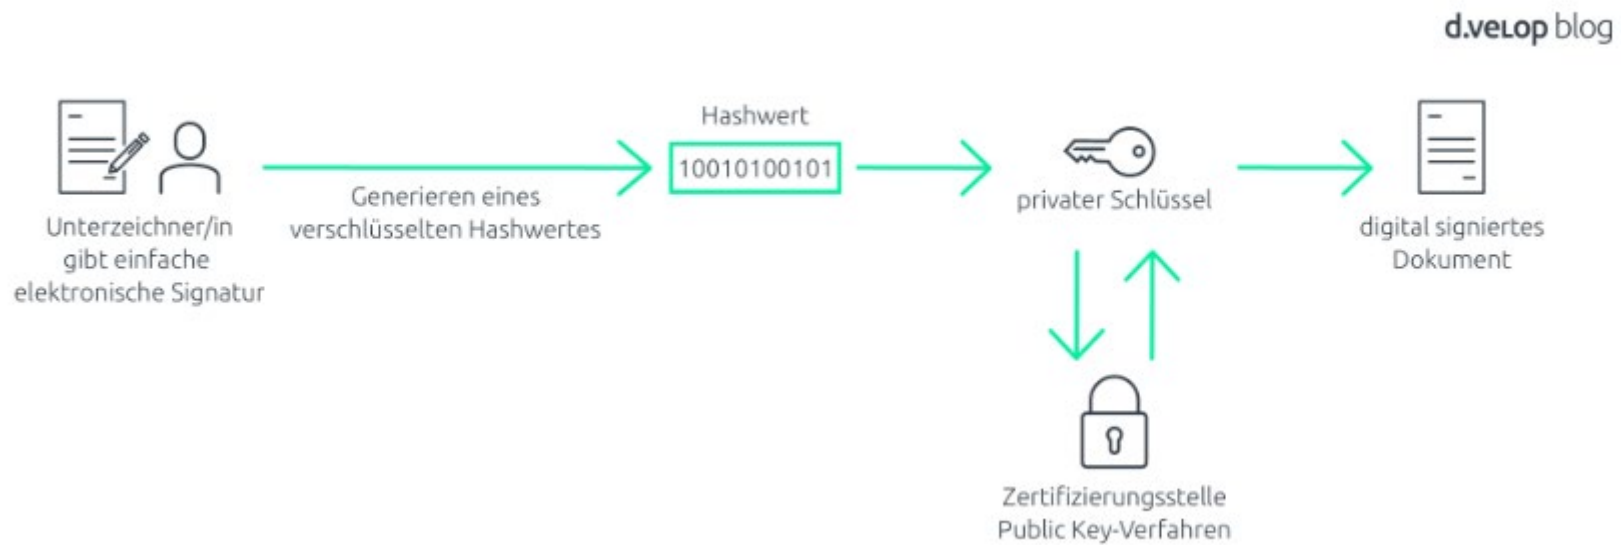 d.velop blog
Unterzeichner/in
gibt einfache
elektronische Signatur
Generieren eines
verschlüsselten Hashwertes
Hashwert
10010100101
privater Schlüssel
Zertifizierungsstelle
Public Key-Verfahren
digital signiertes
Dokument